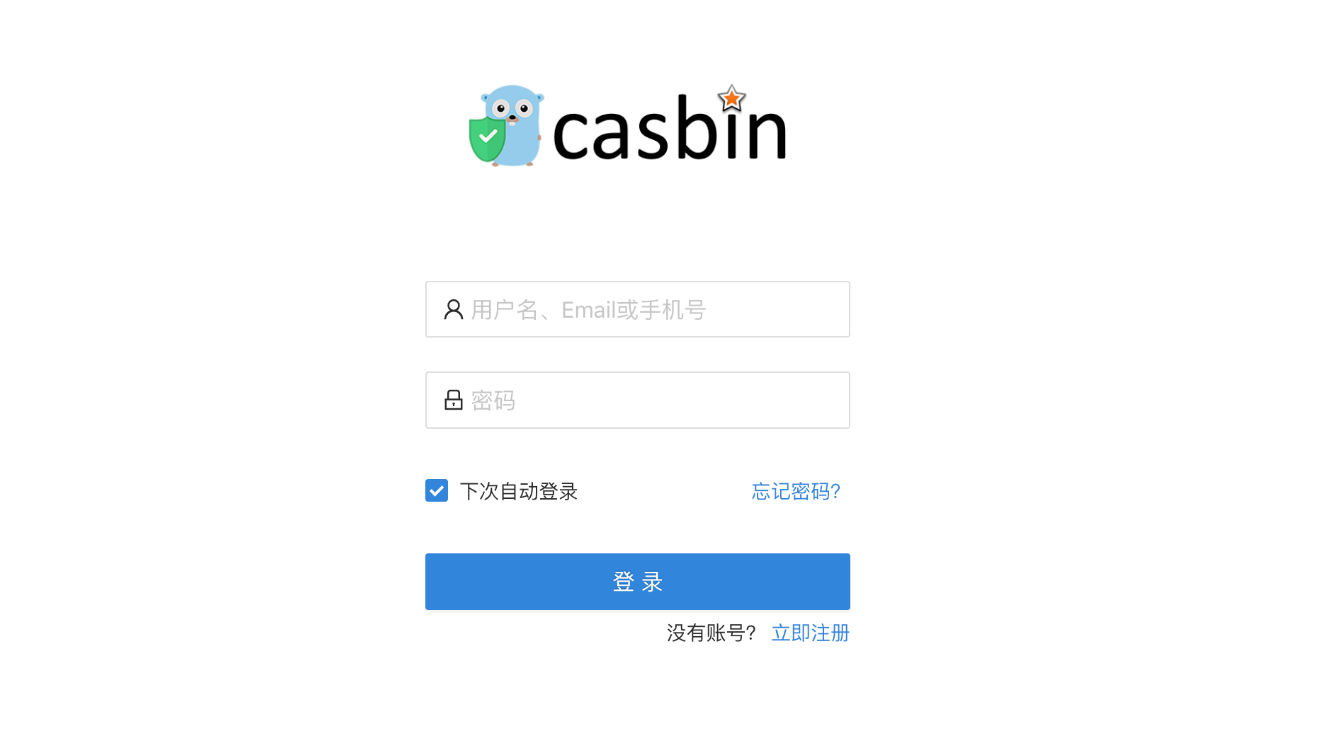 casbin
用户名、Email或手机号
密码
下次自动登录
忘记密码?
登 录
没有账号? 立即注册